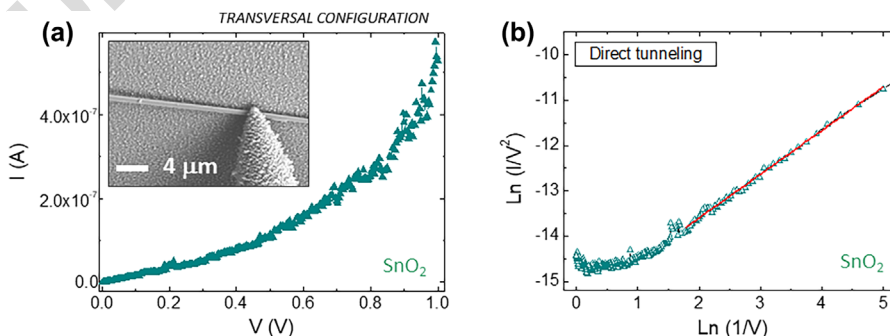 TRANSVERSAL CONFIGURATION
(a)
I (A)
4.0x10⁻⁷
2.0x10⁻⁷
0.0
4 μm
SnO₂
0.0 0.2 0.4 0.6 0.8 1.0
V (V)
(b)
Direct tunneling
Ln (I/V²)
-10
-11
-12
-13
-14
-15
SnO₂
0 1 2 3 4 5
Ln (1/V)